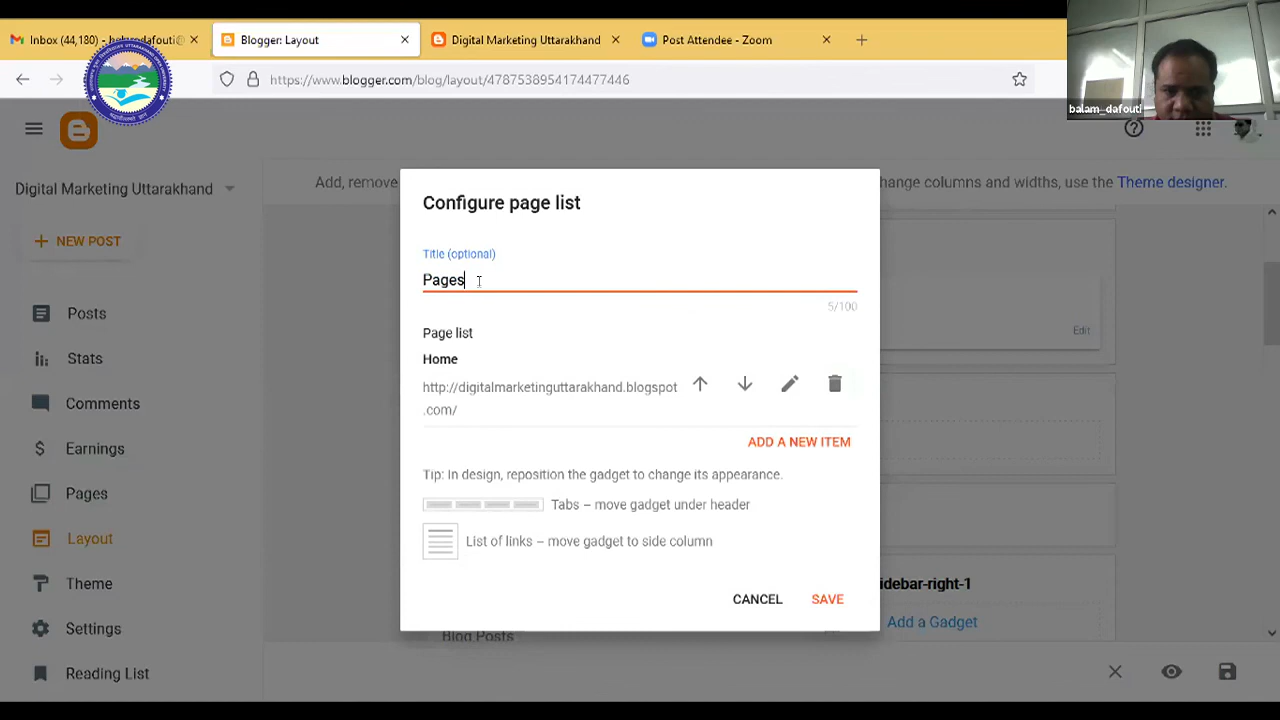 Inbox (44,180) - balamdafouti@
Blogger: Layout
Digital Marketing Uttarakhand
Post Attendee - Zoom
https://www.blogger.com/blog/layout/4787538954174477446
balam_dafouti
Digital Marketing Uttarakhand
Add, remove
hange columns and widths, use the Theme designer.
NEW POST
Posts
Stats
Comments
Earnings
Pages
Layout
Theme
Settings
Reading List
Configure page list
Title (optional)
Pages
5/100
Page list
Home
http://digitalmarketinguttarakhand.blogspot
.com/
ADD A NEW ITEM
Tip: In design, reposition the gadget to change its appearance.
Tabs – move gadget under header
List of links – move gadget to side column
CANCEL
SAVE
Edit
idebar-right-1
Add a Gadget
Blog Posts